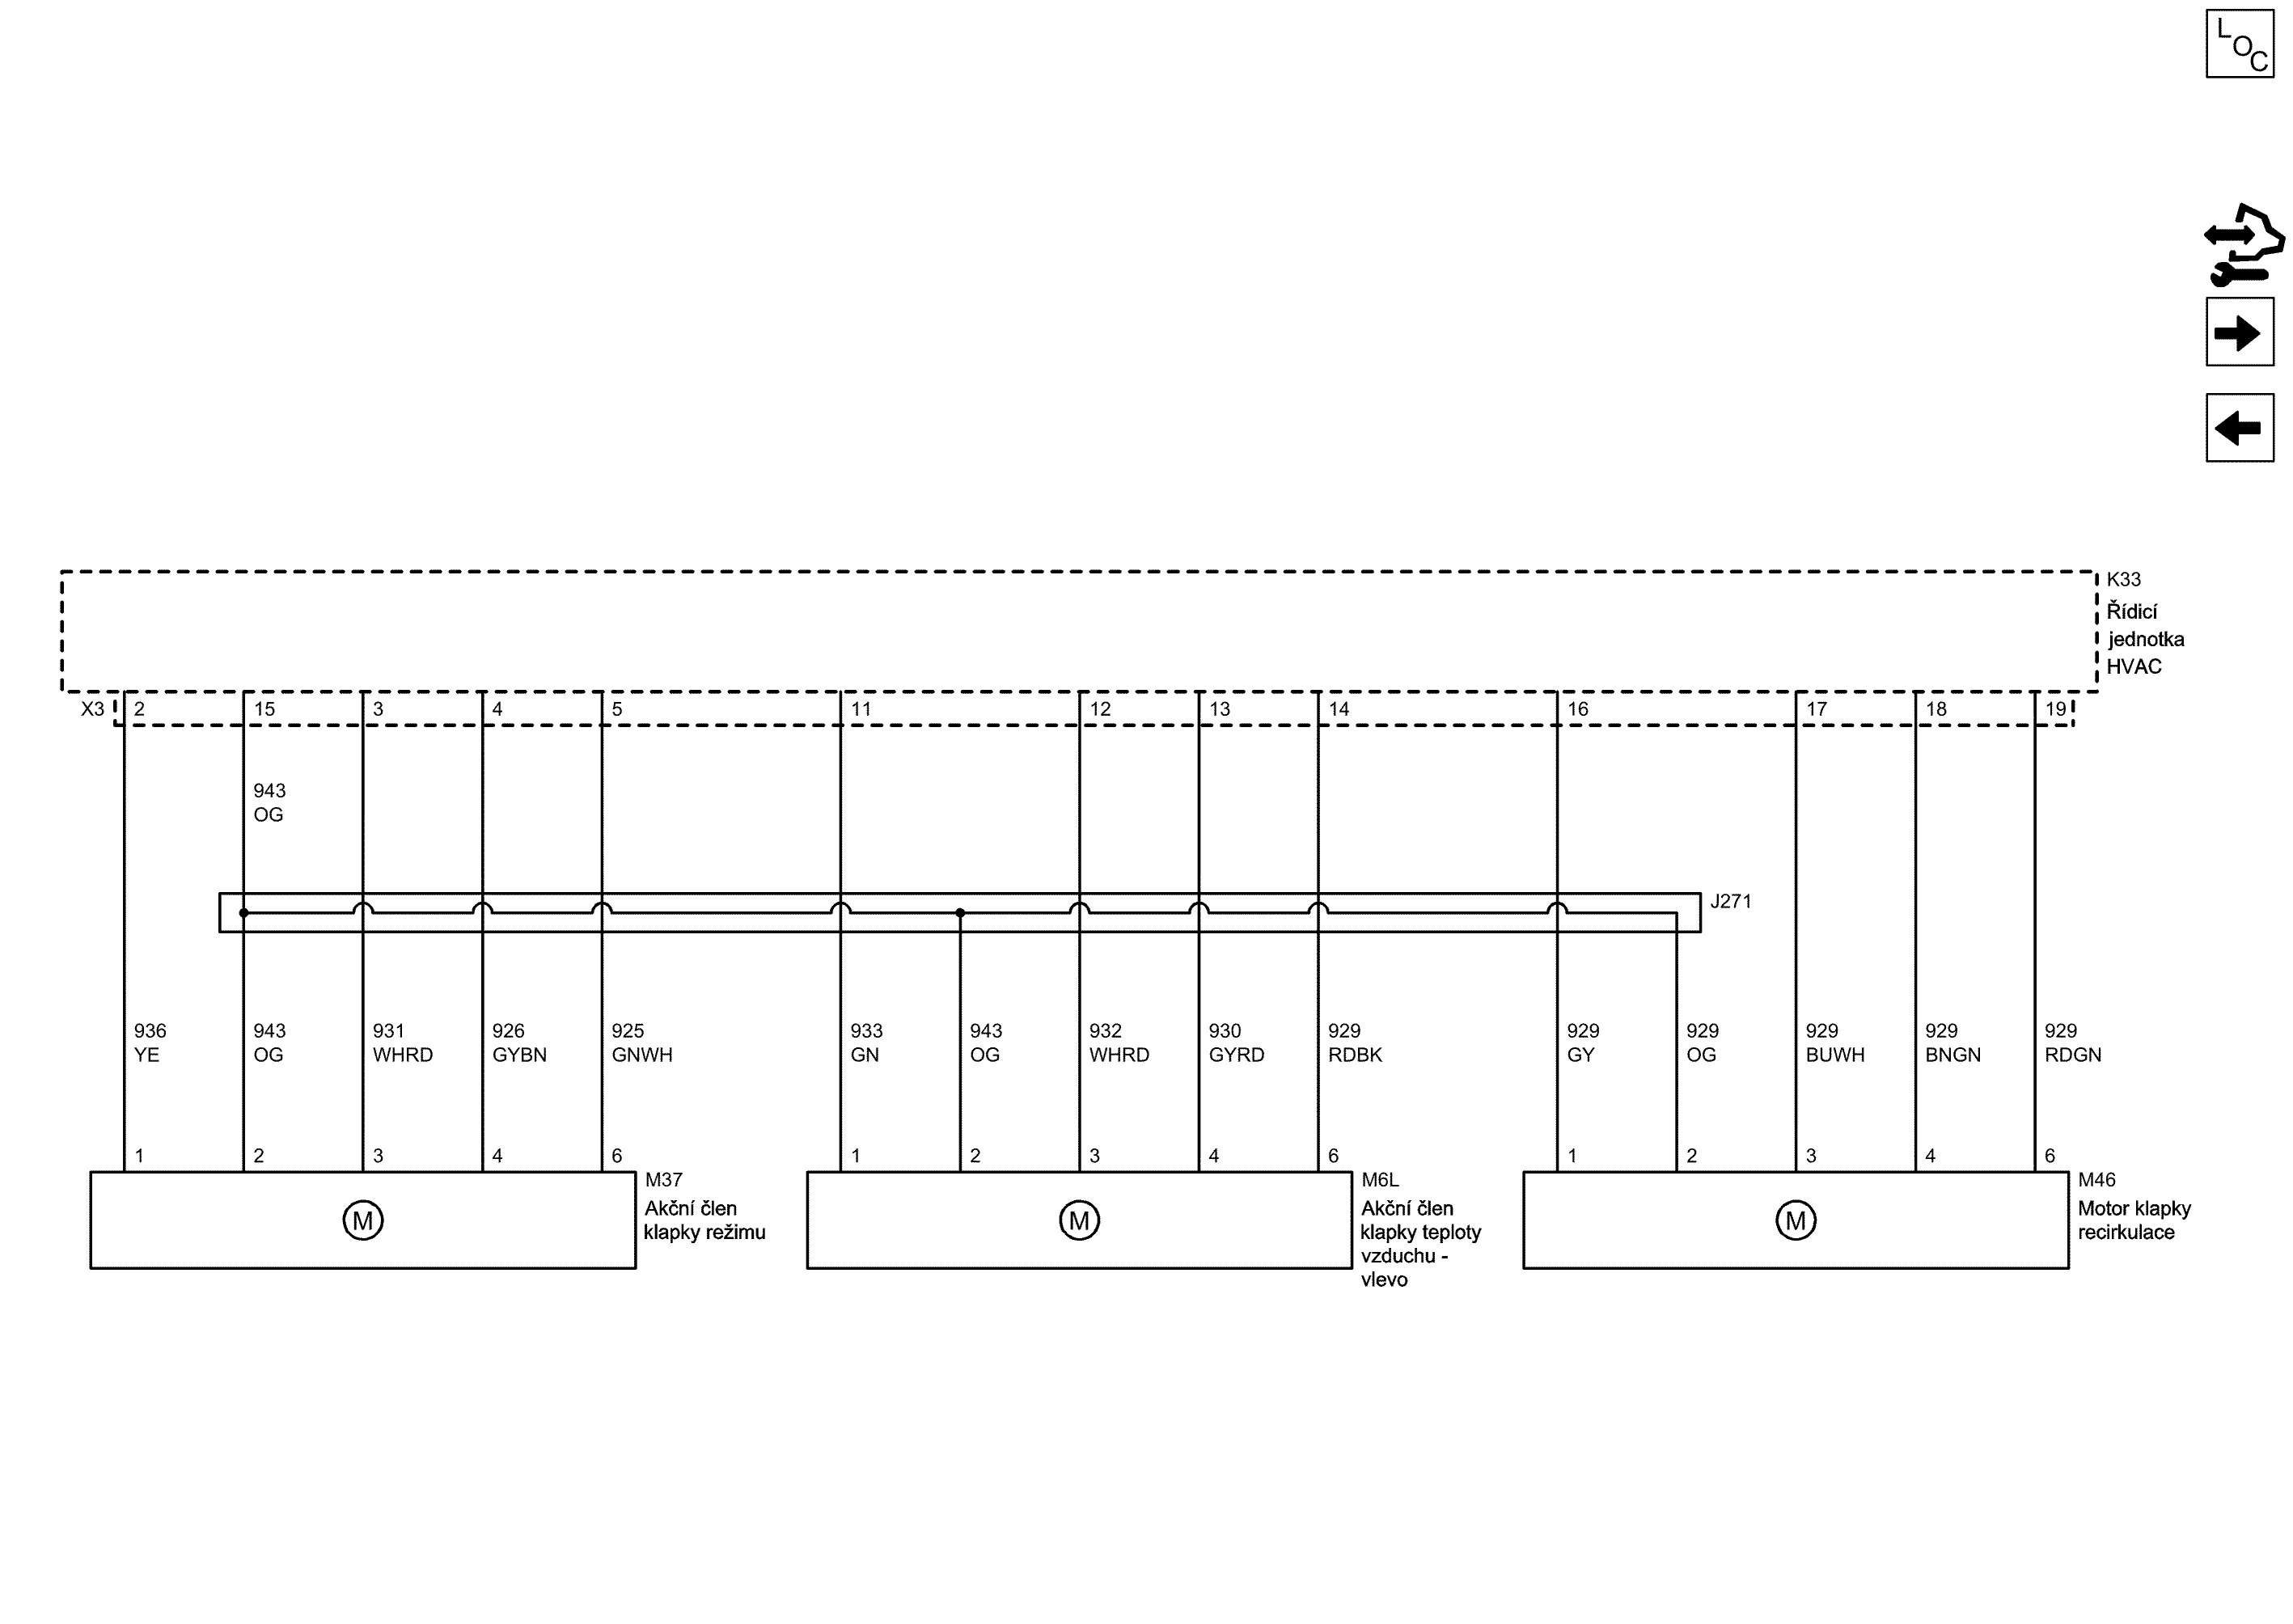 LOC
K33
Řídicí
jednotka
HVAC
X3 2 15 3 4 5 11 12 13 14 16 17 18 19
943
OG
J271
936 943 931 926 925 933 943 932 930 929 929 929 929 929 929
YE OG WHRD GYBN GNWH GN OG WHRD GYRD RDBK GY OG BUWH BNGN RDGN
1 2 3 4 6 1 2 3 4 6 1 2 3 4 6
M37
Akční člen
klapky režimu
M
M6L
Akční člen
klapky teploty
vzduchu -
vlevo
M
M46
Motor klapky
recirkulace
M